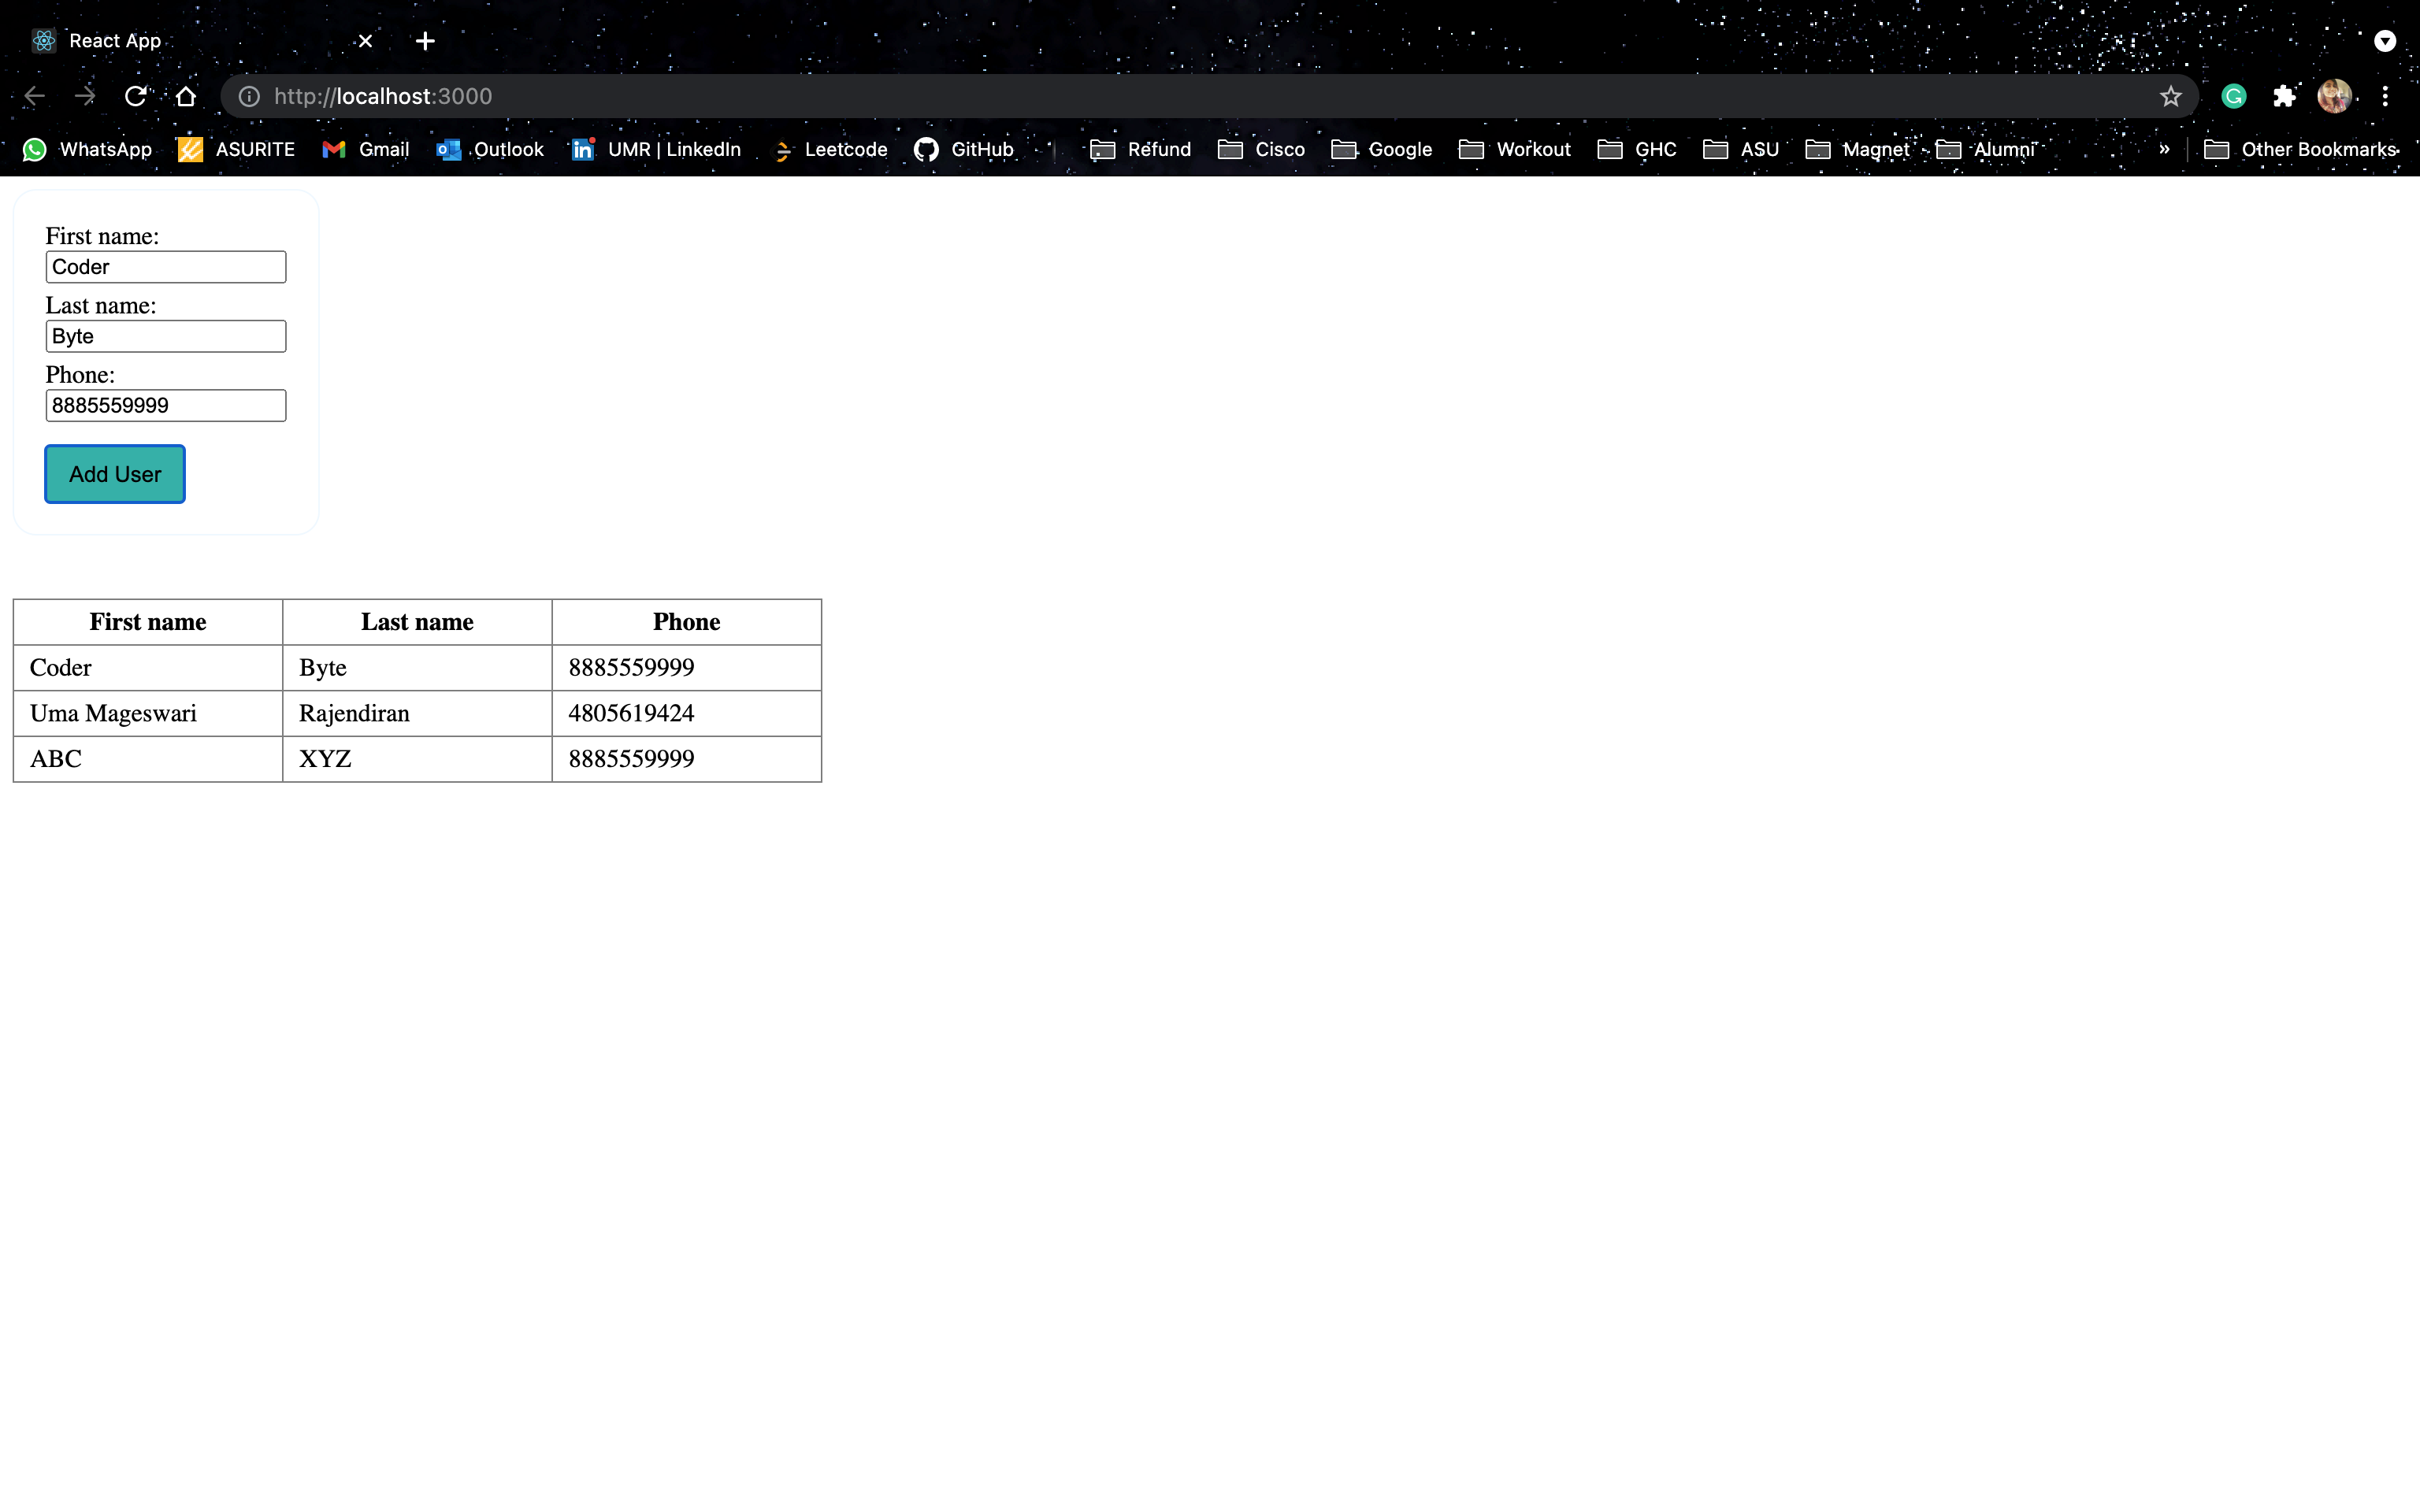 React App
http://localhost:3000
WhatsApp ASURITE Gmail Outlook UMR | LinkedIn Leetcode GitHub Refund Cisco Google Workout GHC ASU Magnet Alumni » Other Bookmarks
First name:
Coder
Last name:
Byte
Phone:
8885559999
Add User
First name Last name Phone
Coder Byte 8885559999
Uma Mageswari Rajendiran 4805619424
ABC XYZ 8885559999